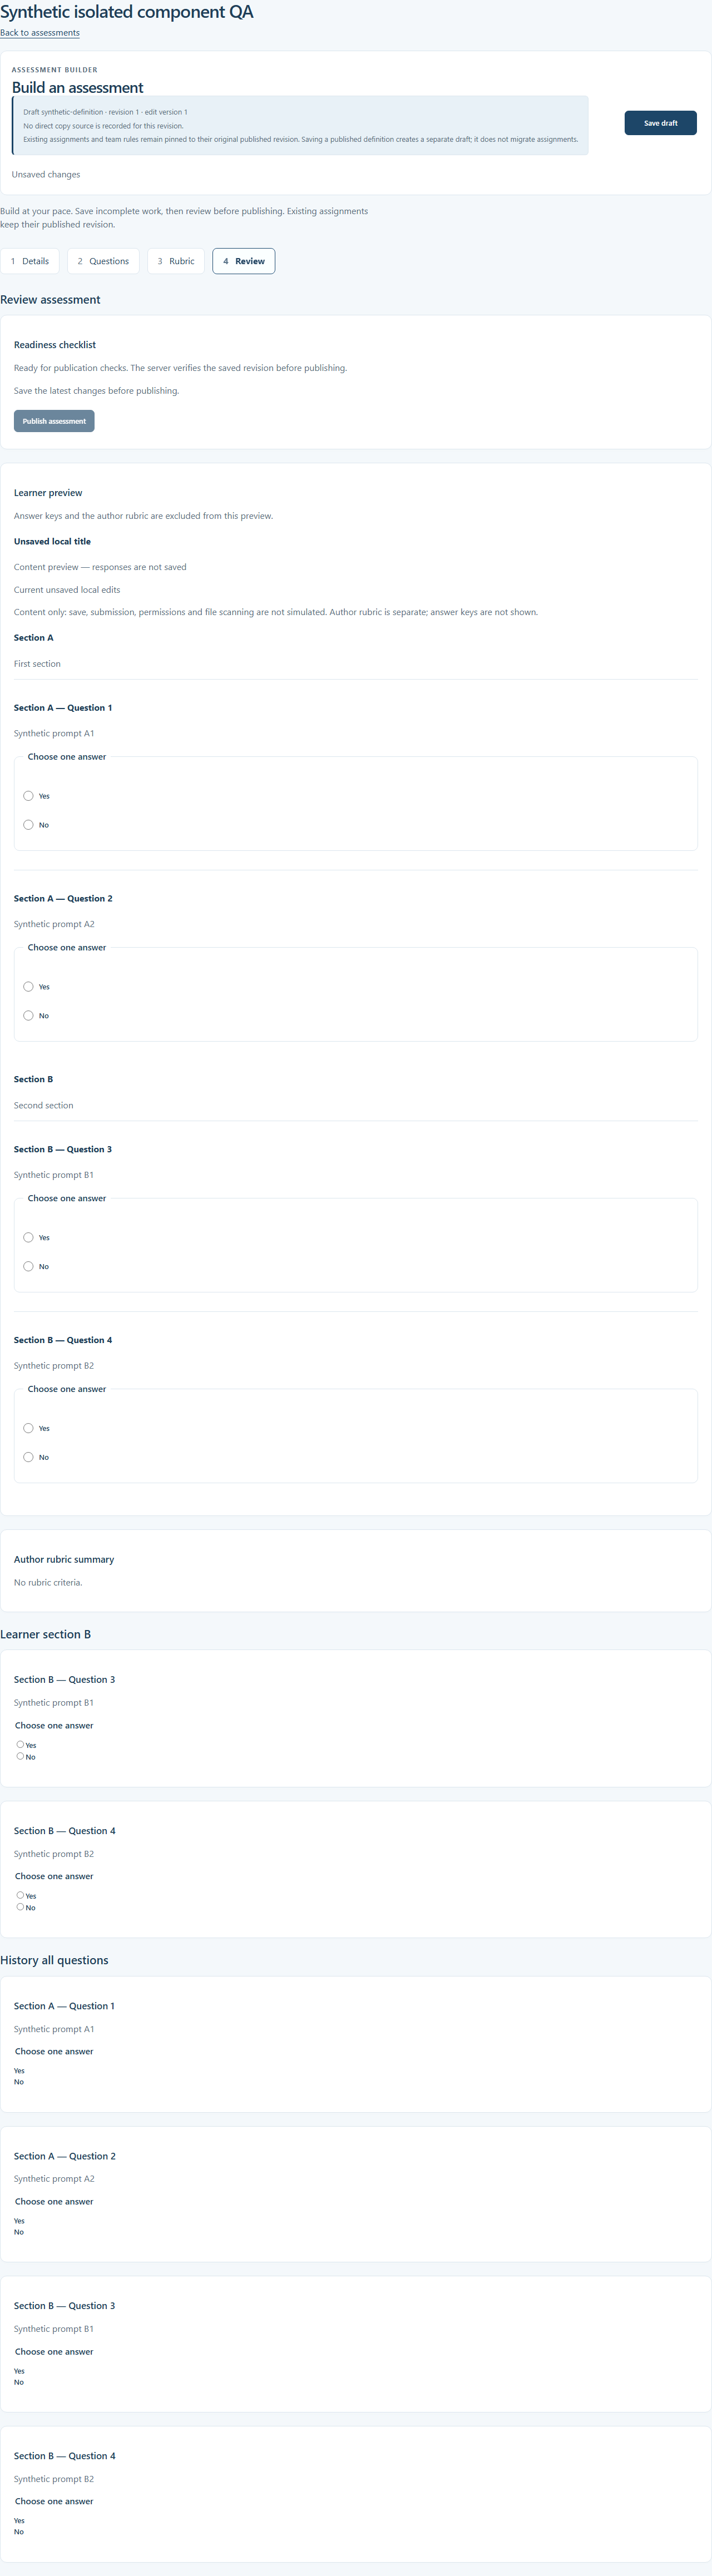 Synthetic isolated component QA
Back to assessments
ASSESSMENT BUILDER
Build an assessment
Draft synthetic-definition · revision 1 · edit version 1
No direct copy source is recorded for this revision.
Existing assignments and team rules remain pinned to their original published revision. Saving a published definition creates a separate draft; it does not migrate assignments.
Save draft
Unsaved changes
Build at your pace. Save incomplete work, then review before publishing. Existing assignments
keep their published revision.
1 Details
2 Questions
3 Rubric
4 Review
Review assessment
Readiness checklist
Ready for publication checks. The server verifies the saved revision before publishing.
Save the latest changes before publishing.
Publish assessment
Learner preview
Answer keys and the author rubric are excluded from this preview.
Unsaved local title
Content preview — responses are not saved
Current unsaved local edits
Content only: save, submission, permissions and file scanning are not simulated. Author rubric is separate; answer keys are not shown.
Section A
First section
Section A — Question 1
Synthetic prompt A1
Choose one answer
Yes
No
Section A — Question 2
Synthetic prompt A2
Choose one answer
Yes
No
Section B
Second section
Section B — Question 3
Synthetic prompt B1
Choose one answer
Yes
No
Section B — Question 4
Synthetic prompt B2
Choose one answer
Yes
No
Author rubric summary
No rubric criteria.
Learner section B
Section B — Question 3
Synthetic prompt B1
Choose one answer
Yes
No
Section B — Question 4
Synthetic prompt B2
Choose one answer
Yes
No
History all questions
Section A — Question 1
Synthetic prompt A1
Choose one answer
Yes
No
Section A — Question 2
Synthetic prompt A2
Choose one answer
Yes
No
Section B — Question 3
Synthetic prompt B1
Choose one answer
Yes
No
Section B — Question 4
Synthetic prompt B2
Choose one answer
Yes
No